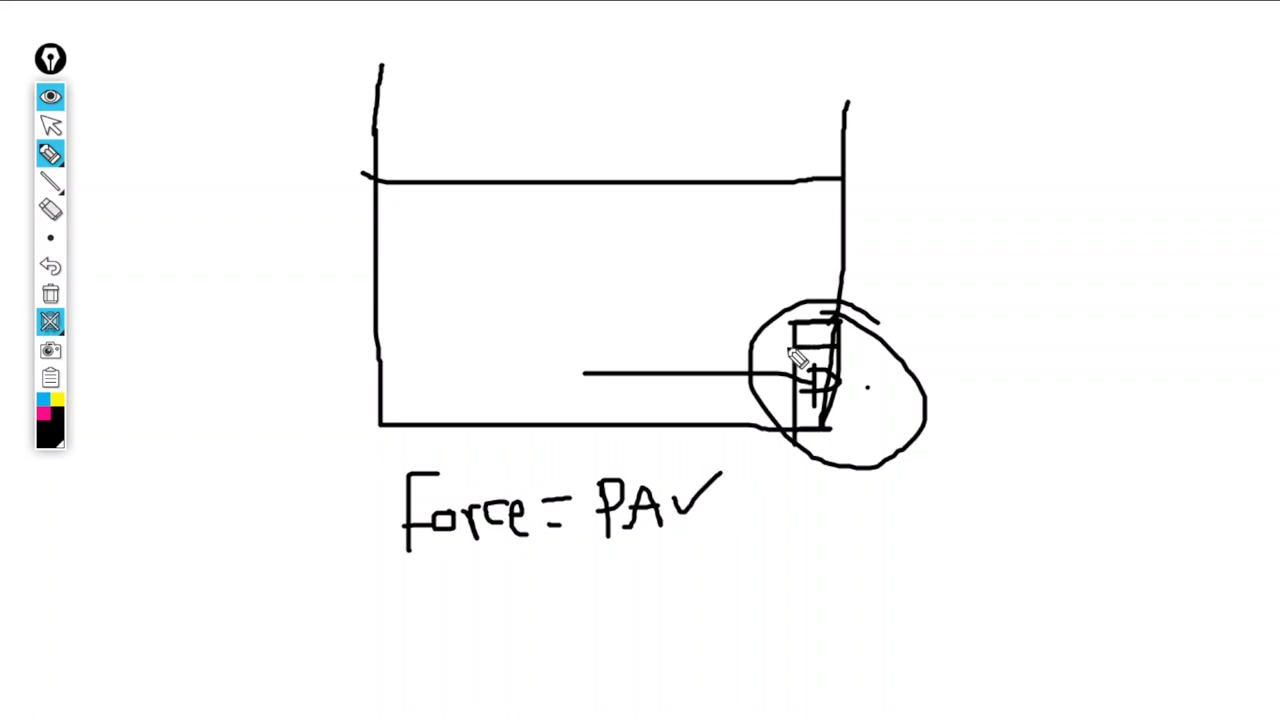 Force = PA✓